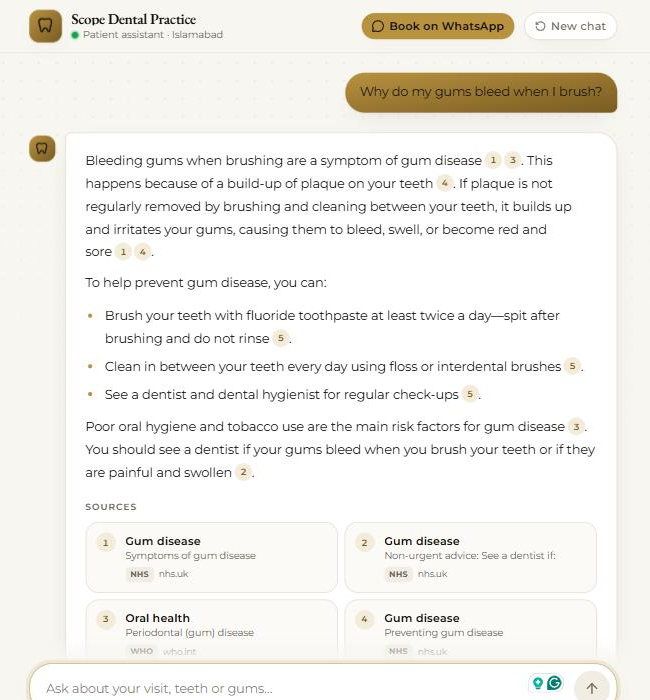 Scope Dental Practice
Patient assistant · Islamabad
Book on WhatsApp
New chat
Why do my gums bleed when I brush?
Bleeding gums when brushing are a symptom of gum disease 1 3. This
happens because of a build-up of plaque on your teeth 4. If plaque is not
regularly removed by brushing and cleaning between your teeth, it builds up
and irritates your gums, causing them to bleed, swell, or become red and
sore 1 4.
To help prevent gum disease, you can:
• Brush your teeth with fluoride toothpaste at least twice a day—spit after
brushing and do not rinse 5.
• Clean in between your teeth every day using floss or interdental brushes 5.
• See a dentist and dental hygienist for regular check-ups 5.
Poor oral hygiene and tobacco use are the main risk factors for gum disease 3.
You should see a dentist if your gums bleed when you brush your teeth or if they
are painful and swollen 2.
SOURCES
1 Gum disease
Symptoms of gum disease
NHS nhs.uk
2 Gum disease
Non-urgent advice: See a dentist if:
NHS nhs.uk
3 Oral health
Periodontal (gum) disease
WHO who.int
4 Gum disease
Preventing gum disease
NHS nhs.uk
Ask about your visit, teeth or gums...